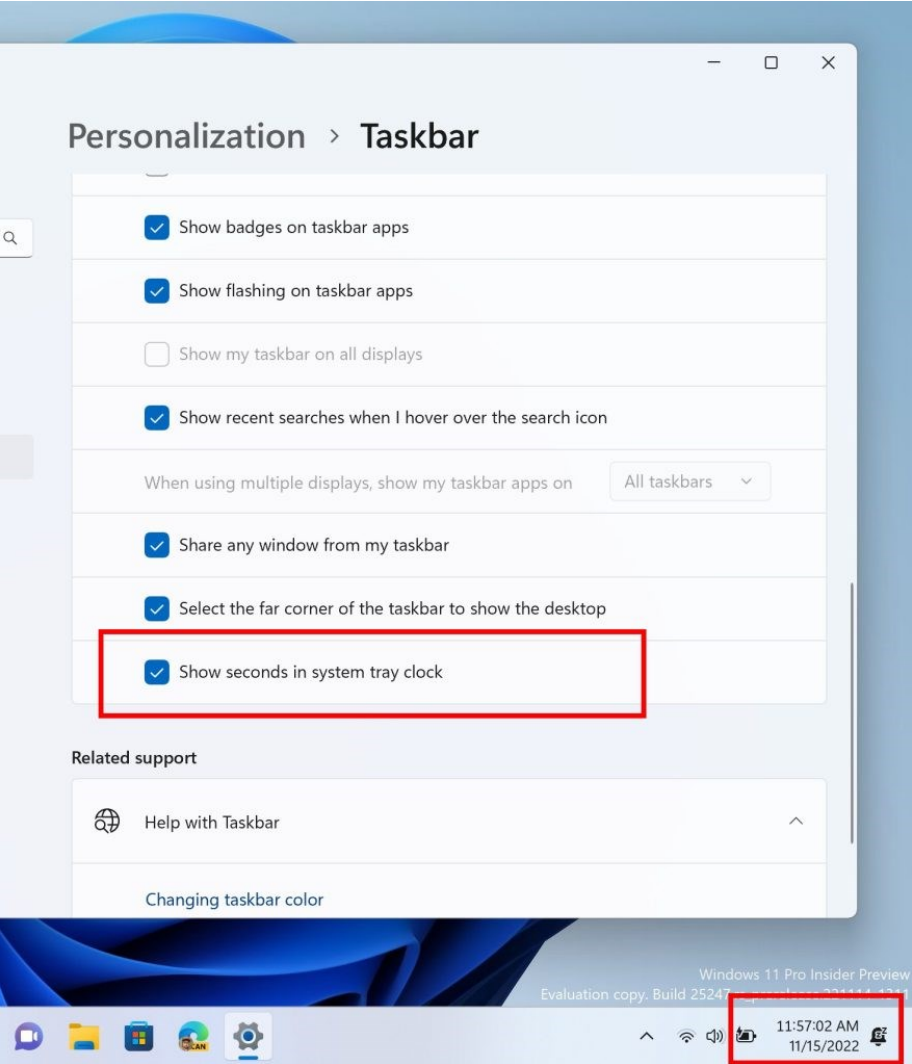 Personalization > Taskbar
Show badges on taskbar apps
Show flashing on taskbar apps
Show my taskbar on all displays
Show recent searches when I hover over the search icon
When using multiple displays, show my taskbar apps on All taskbars
Share any window from my taskbar
Select the far corner of the taskbar to show the desktop
Show seconds in system tray clock
Related support
Help with Taskbar
Changing taskbar color
Windows 11 Pro Insider Preview
Evaluation copy. Build 25247
CAN
11:57:02 AM
11/15/2022